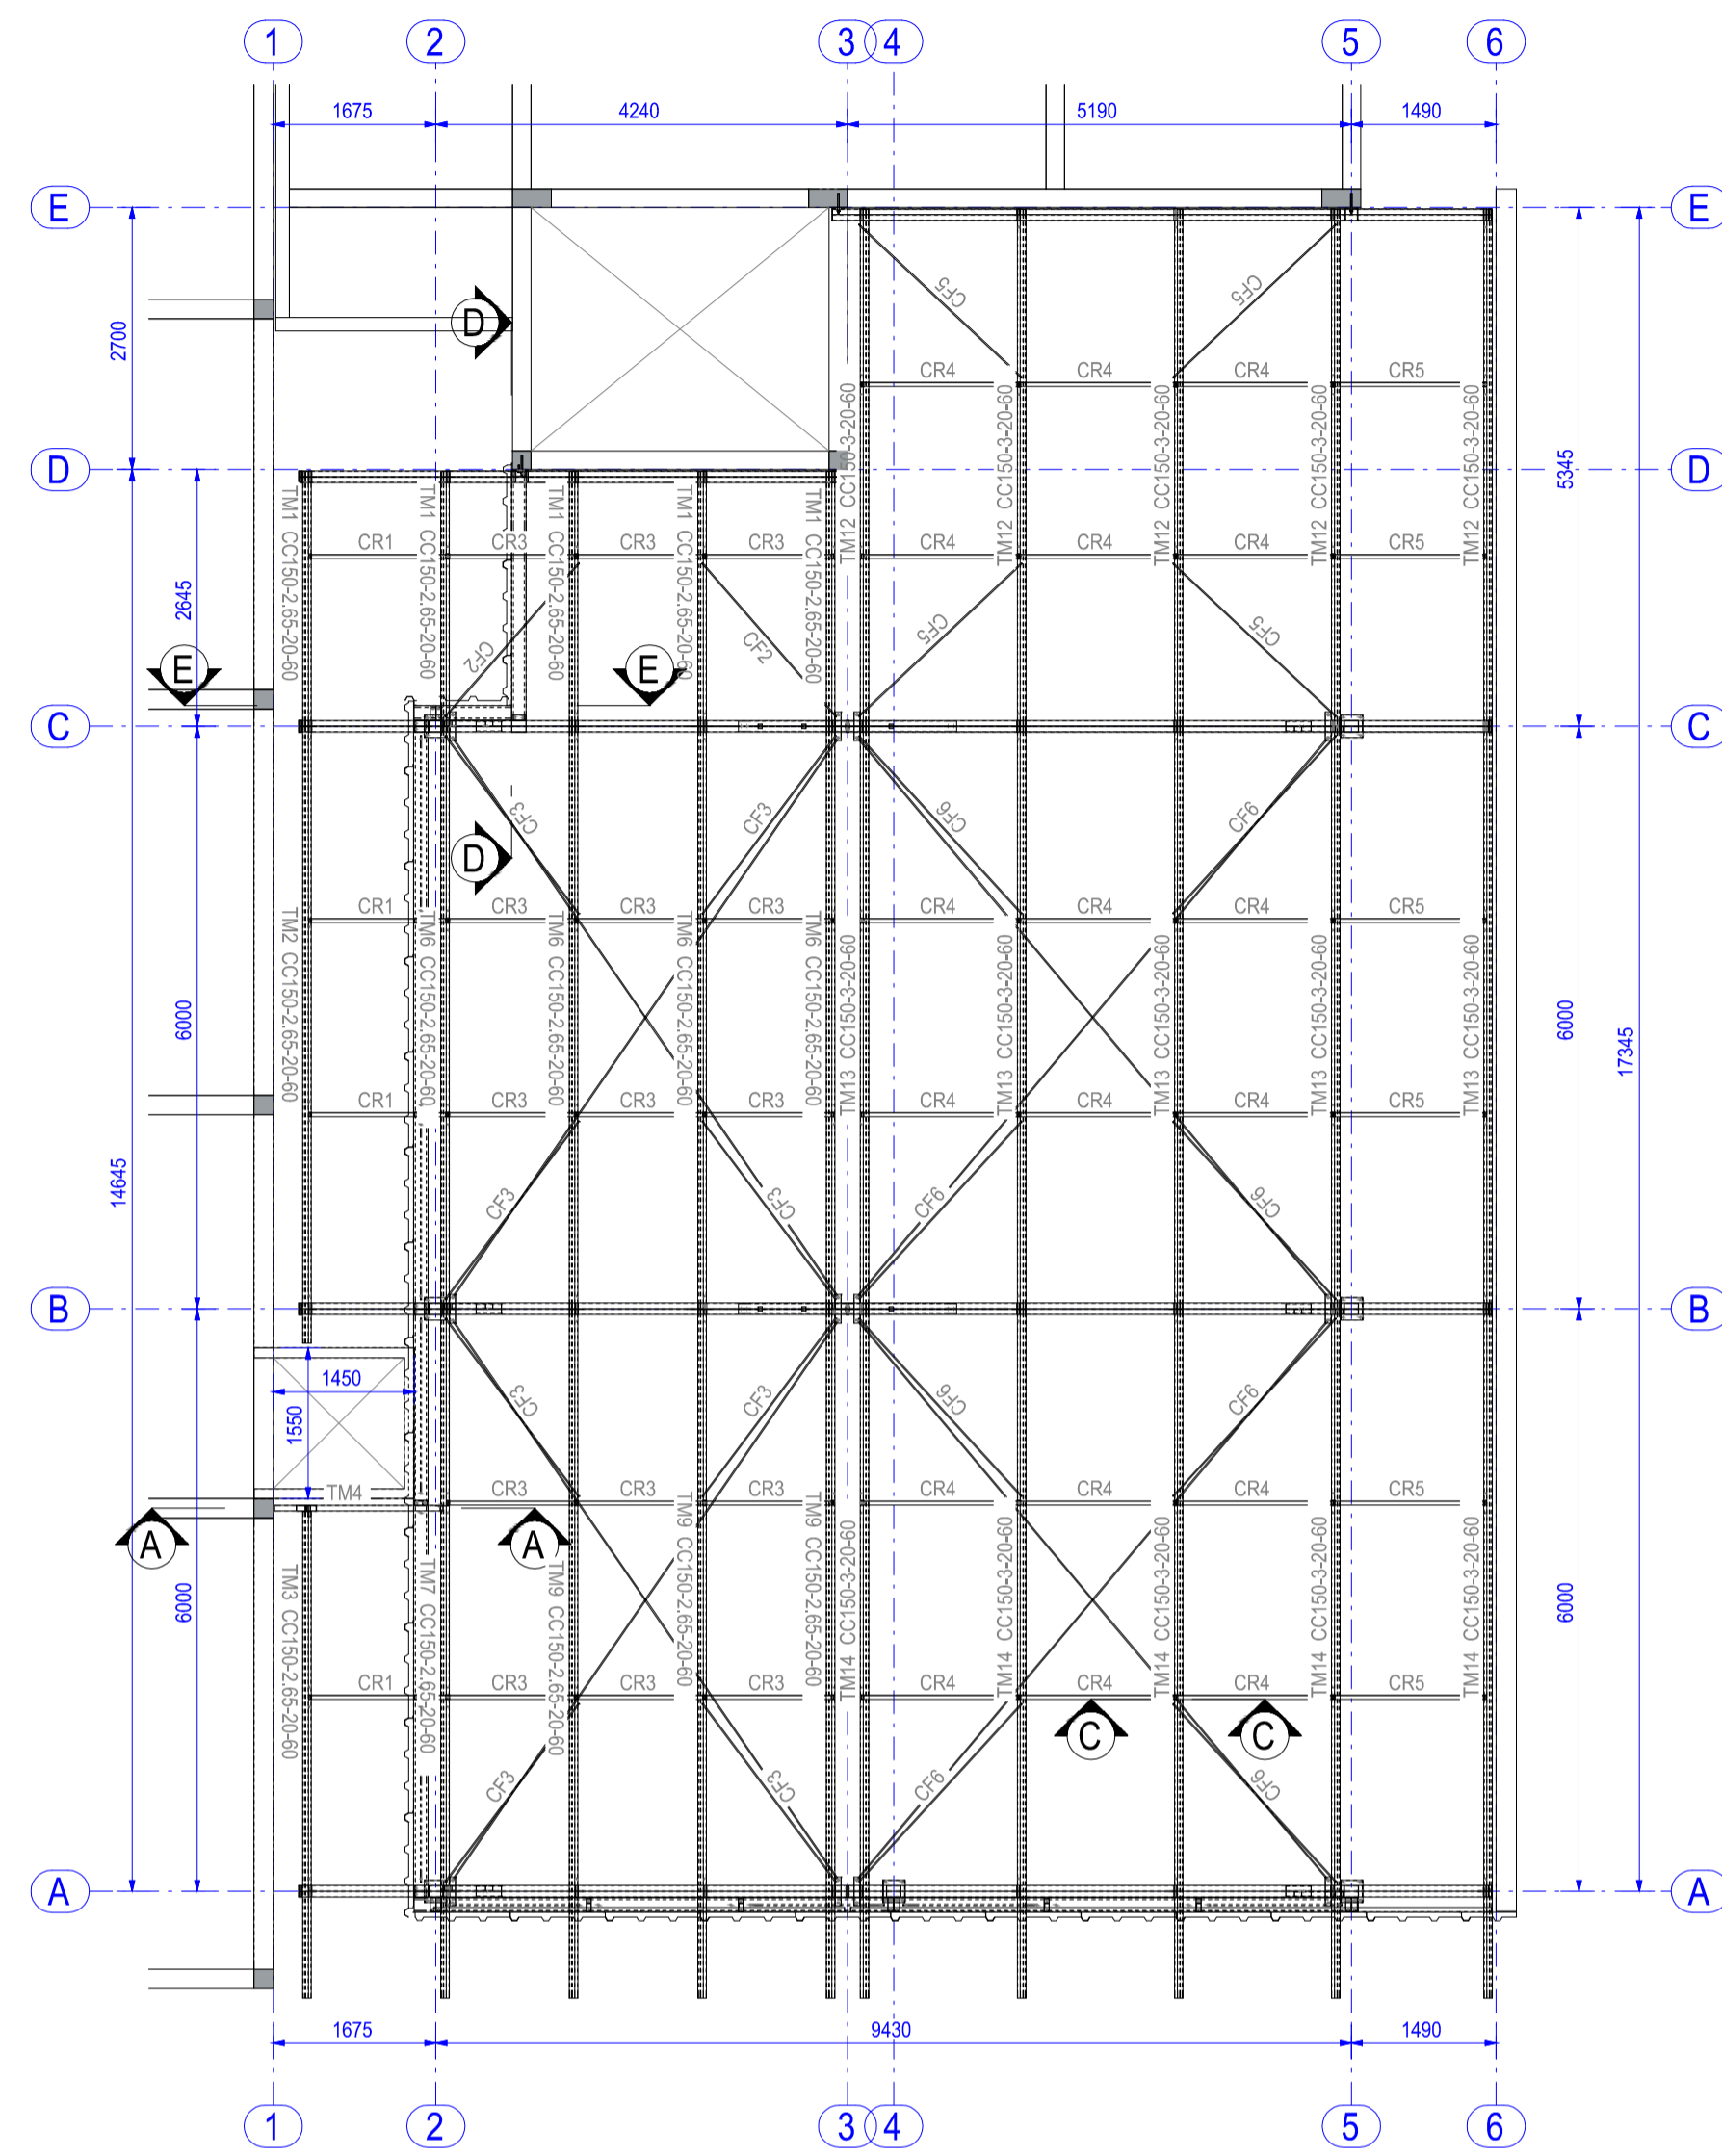 1 2 3 4 5 6
1675 4240 5190 1490
E E
CF5 CF5
D
2700
CR4 CR4 CR4 CR5
TM12 CC150-3-20-60
TM12 CC150-3-20-60
TM12 CC150-3-20-60
TM12 CC150-3-20-60
D D
5345
TM1 CC150-2.65-20-60
TM1 CC150-2.65-20-60
TM1 CC150-2.65-20-60
TM1 CC150-2.65-20-60
TM1 CC150-2.65-20-60
CR1 CR3 CR3 CR3 CR4 CR4 CR4 CR5
2645
CF2 CF2 CF5 CF5
E E
C C
CF3 CF3 CF6 CF6
D
CR1 CR3 CR3 CR3 CR4 CR4 CR4 CR5
TM2 CC150-2.65-20-60
TM6 CC150-2.65-20-60
TM6 CC150-2.65-20-60
TM6 CC150-2.65-20-60
TM6 CC150-2.65-20-60
TM13 CC150-3-20-60
TM13 CC150-3-20-60
TM13 CC150-3-20-60
TM13 CC150-3-20-60
TM13 CC150-3-20-60
6000 6000
17345
CR1 CR3 CR3 CR3 CR4 CR4 CR4 CR5
14645
CF3 CF3 CF6 CF6
B B
1450
1550
CF3 CF3 CF6 CF6
TM4
CR3 CR3 CR3 CR4 CR4 CR4 CR5
A A
TM3 CC150-2.65-20-60
TM7 CC150-2.65-20-60
TM9 CC150-2.65-20-60
TM9 CC150-2.65-20-60
TM9 CC150-2.65-20-60
TM14 CC150-3-20-60
TM14 CC150-3-20-60
TM14 CC150-3-20-60
TM14 CC150-3-20-60
TM14 CC150-3-20-60
6000 6000
CR1 CR3 CR3 CR3 CR4 CR4 CR4 CR5
C C
CF3 CF3 CF6 CF6
A A
1675 9430 1490
1 2 3 4 5 6